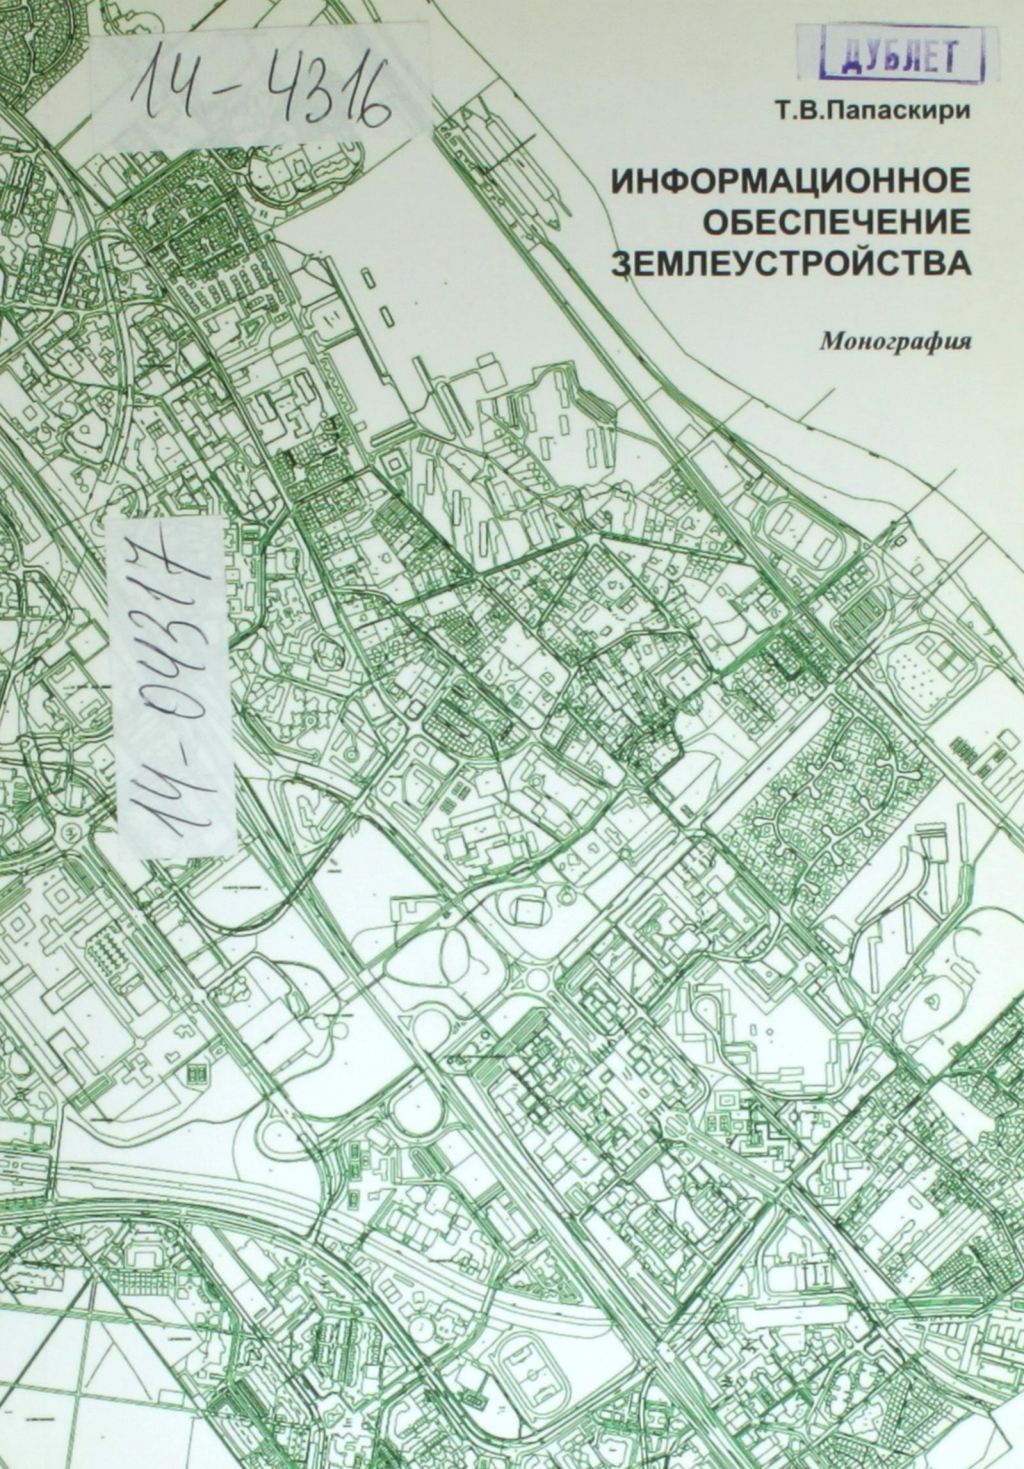 14-4316
ДУБЛЕТ
Т.В.Папаскири
ИНФОРМАЦИОННОЕ
ОБЕСПЕЧЕНИЕ
ЗЕМЛЕУСТРОЙСТВА
Монография
14-04317